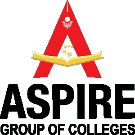 ASPIRE
GROUP OF COLLEGES